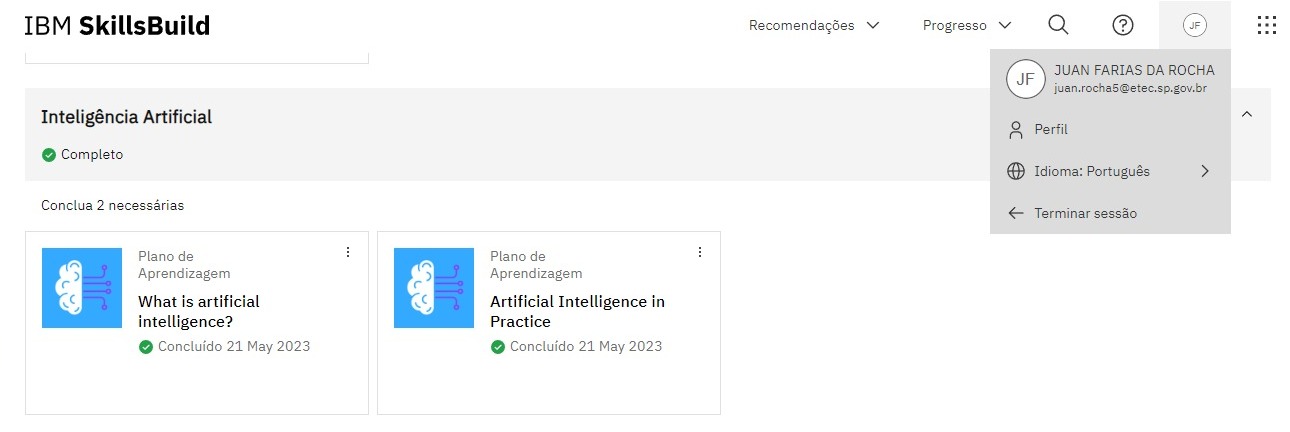 IBM SkillsBuild
Recomendações
Progresso
JF
JF
JUAN FARIAS DA ROCHA
juan.rocha5@etec.sp.gov.br
Perfil
Idioma: Português
Terminar sessão
Inteligência Artificial
Completo
Conclua 2 necessárias
Plano de
Aprendizagem
What is artificial
intelligence?
Concluído 21 May 2023
Plano de
Aprendizagem
Artificial Intelligence in
Practice
Concluído 21 May 2023